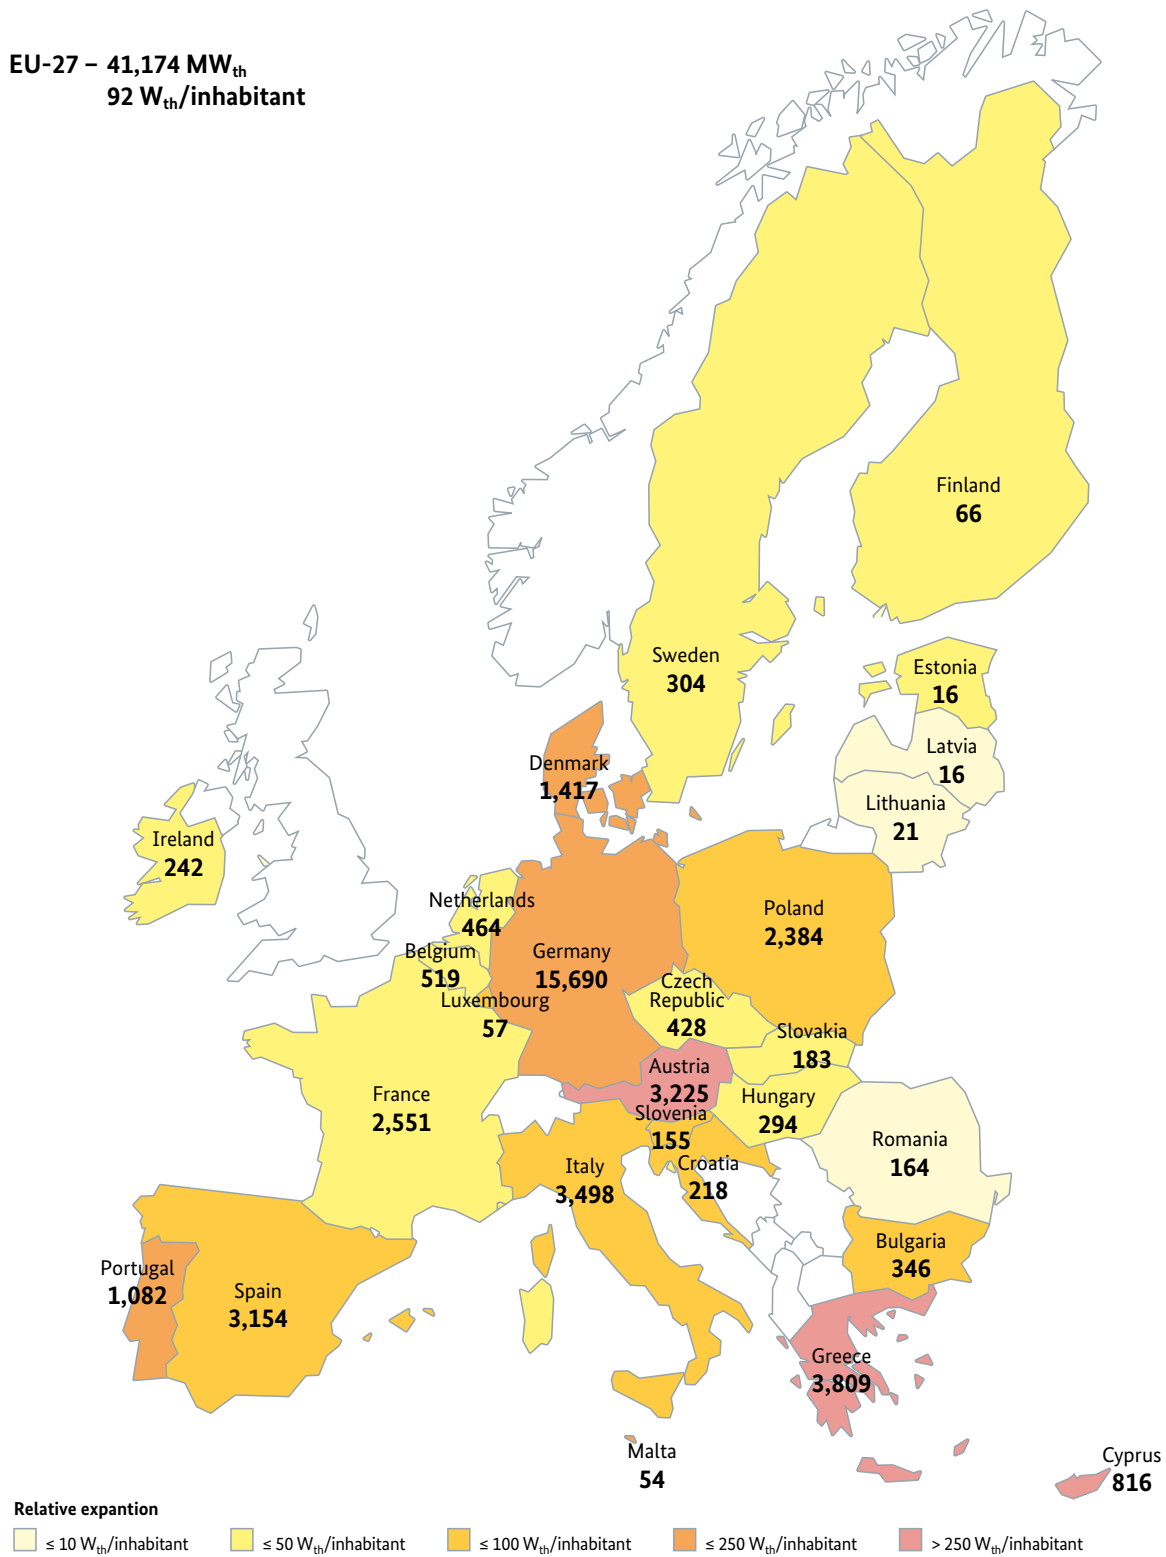 EU-27 – 41,174 MWth
92 Wth/inhabitant
Finland
66
Sweden
304
Estonia
16
Latvia
16
Lithuania
21
Denmark
1,417
Ireland
242
Netherlands
464
Belgium
519
Luxembourg
57
Germany
15,690
Poland
2,384
Czech
Republic
428
Slovakia
183
Austria
3,225
Hungary
294
Slovenia
155
Croatia
218
France
2,551
Italy
3,498
Romania
164
Bulgaria
346
Portugal
1,082
Spain
3,154
Greece
3,809
Malta
54
Cyprus
816
Relative expantion
≤ 10 Wth/inhabitant
≤ 50 Wth/inhabitant
≤ 100 Wth/inhabitant
≤ 250 Wth/inhabitant
> 250 Wth/inhabitant